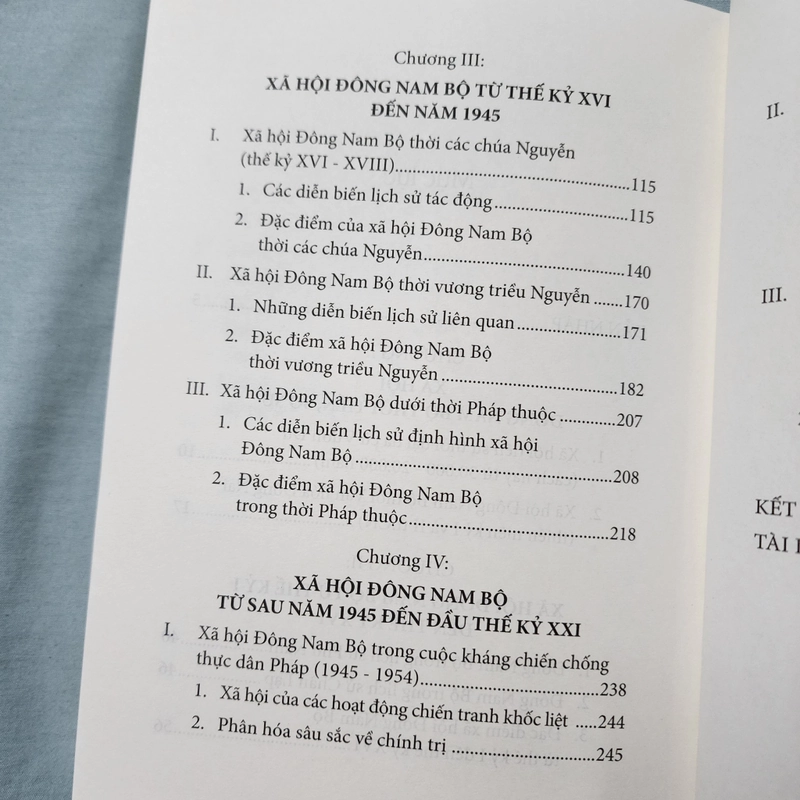 Chương III:
XÃ HỘI ĐÔNG NAM BỘ TỪ THẾ KỶ XVI
ĐẾN NĂM 1945
I. Xã hội Đông Nam Bộ thời các chúa Nguyễn
(thế kỷ XVI - XVIII)..........115
1. Các diễn biến lịch sử tác động..........115
2. Đặc điểm của xã hội Đông Nam Bộ
thời các chúa Nguyễn..........140
II. Xã hội Đông Nam Bộ thời vương triều Nguyễn ......170
1. Những diễn biến lịch sử liên quan..........171
2. Đặc điểm xã hội Đông Nam Bộ
thời vương triều Nguyễn..........182
III. Xã hội Đông Nam Bộ dưới thời Pháp thuộc..........207
1. Các diễn biến lịch sử định hình xã hội
Đông Nam Bộ..........208
2. Đặc điểm xã hội Đông Nam Bộ
trong thời Pháp thuộc..........218
Chương IV:
XÃ HỘI ĐÔNG NAM BỘ
TỪ SAU NĂM 1945 ĐẾN ĐẦU THẾ KỶ XXI
I. Xã hội Đông Nam Bộ trong cuộc kháng chiến chống
thực dân Pháp (1945 - 1954)..........238
1. Xã hội của các hoạt động chiến tranh khốc liệt .....244
2. Phân hóa sâu sắc về chính trị..........245
II.
III.
KẾT
TÀI